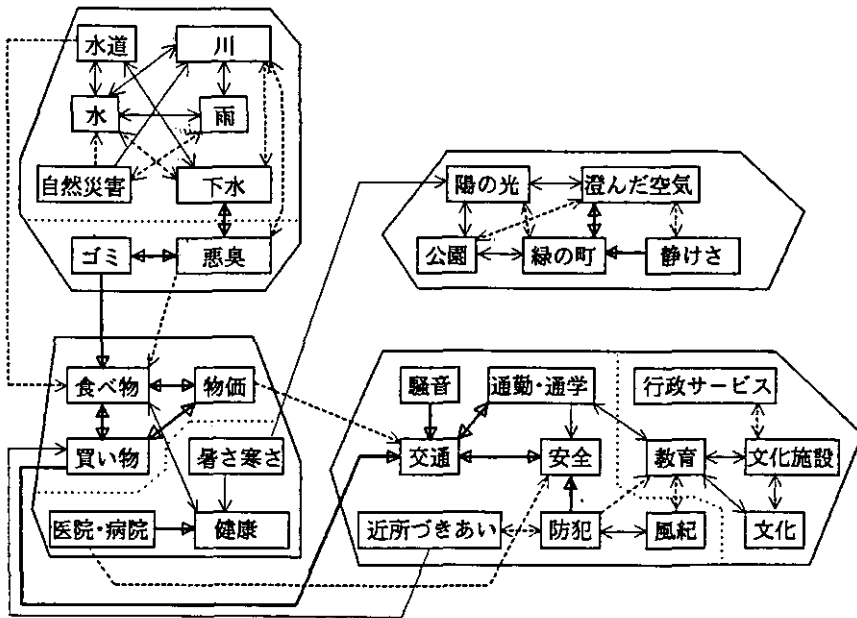 水道
川
水
雨
自然災害
下水
ゴミ
悪臭
陽の光
澄んだ空気
公園
緑の町
静けさ
食べ物
物価
買い物
暑さ寒さ
医院・病院
健康
騒音
通勤・通学
行政サービス
交通
安全
教育
文化施設
近所づきあい
防犯
風紀
文化